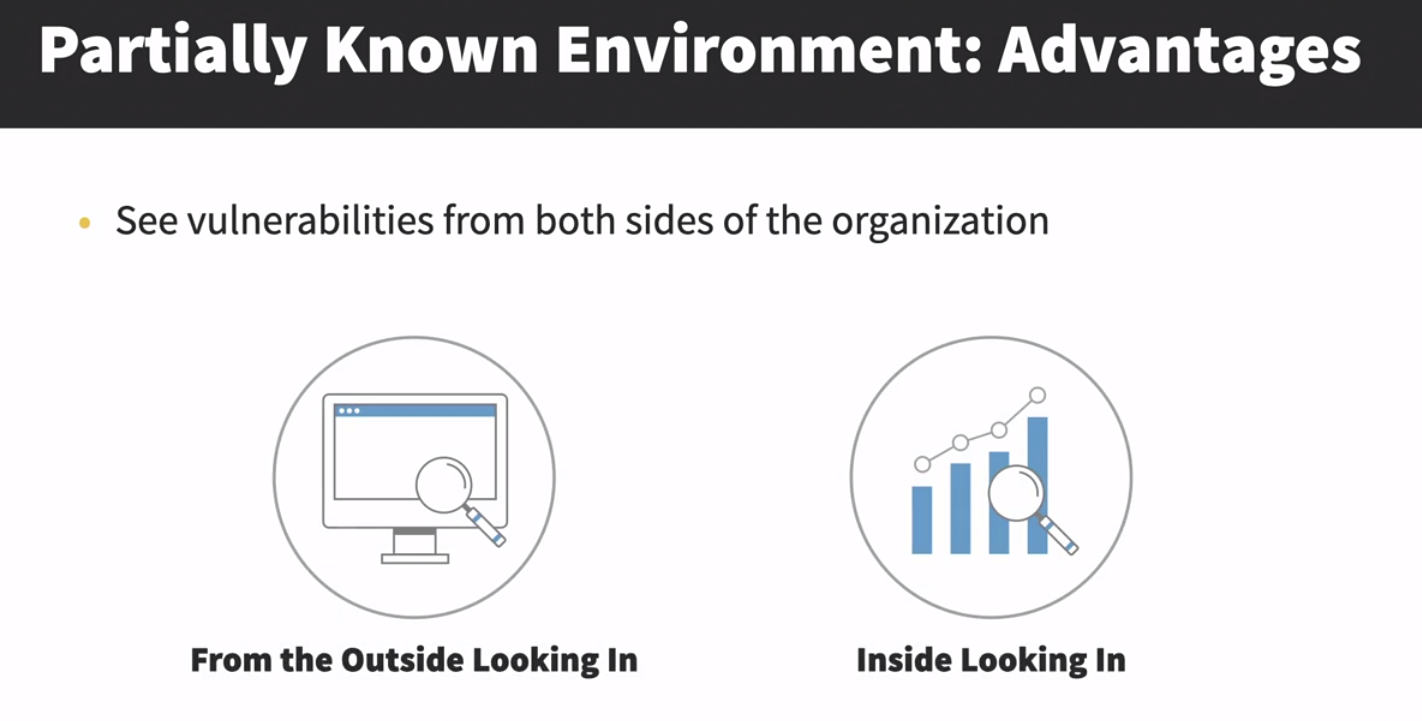 Partially Known Environment: Advantages
• See vulnerabilities from both sides of the organization
From the Outside Looking In
Inside Looking In